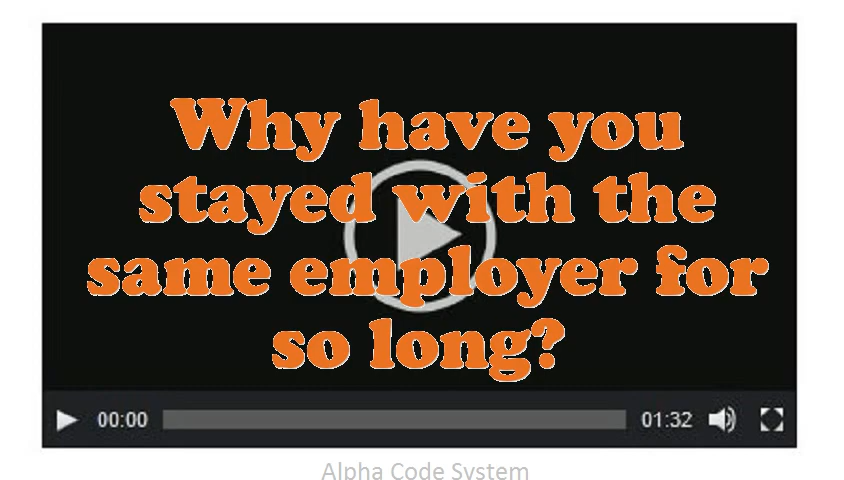 Why have you
stayed with the
same employer for
so long?
00:00 01:32
Alpha Code System